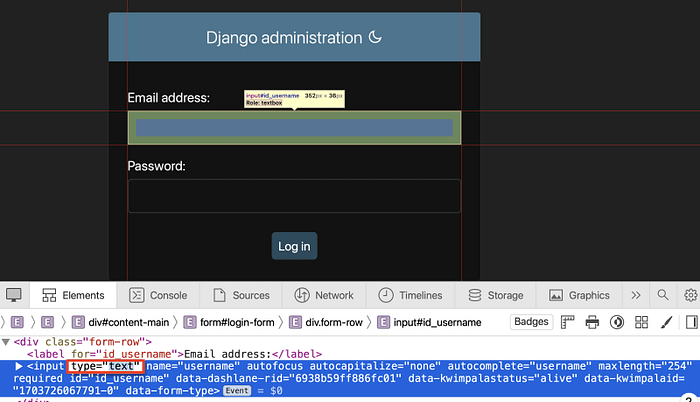 Django administration
Email address:
input#id_username 352px × 36px
Role: textbox
Password:
Log in
Elements Console Sources Network Timelines Storage Graphics
E E E div#content-main E form#login-form E div.form-row E input#id_username Badges
<div class="form-row">
<label for="id_username">Email address:</label>
<input type="text" name="username" autofocus autocapitalize="none" autocomplete="username" maxlength="254"
required id="id_username" data-dashlane-rid="6938b59ff886fc01" data-kwimpalastatus="alive" data-kwimpalaid=
"1703726067791-0" data-form-type> Event = $0
</div>